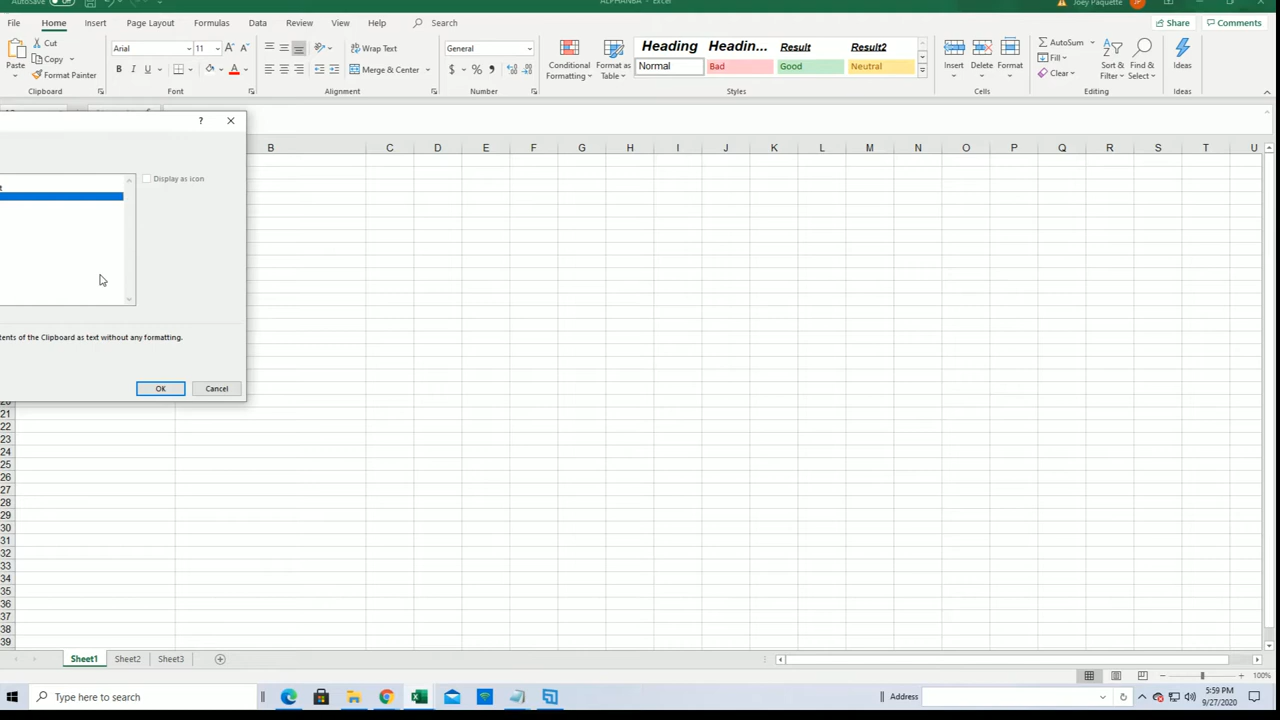 AutoSave
ALPHANBA - Excel
Joey Paquette JP
File Home Insert Page Layout Formulas Data Review View Help Search Share Comments
Paste Cut Copy Format Painter Clipboard
Arial 11 A A B I U A Font
Wrap Text Merge & Center Alignment
General $ % , Number
Conditional Formatting Format as Table Heading Headin... Result Result2 Normal Bad Good Neutral Styles
Insert Delete Format Cells
AutoSum Fill Clear Sort & Filter Find & Select Editing
Ideas Ideas
B C D E F G H I J K L M N O P Q R S T U
?
Display as icon
tents of the Clipboard as text without any formatting.
OK Cancel
20
21
22
23
24
25
26
27
28
29
30
31
32
33
34
35
36
37
38
39
Sheet1 Sheet2 Sheet3
100%
Type here to search Address 5:59 PM
9/27/2020